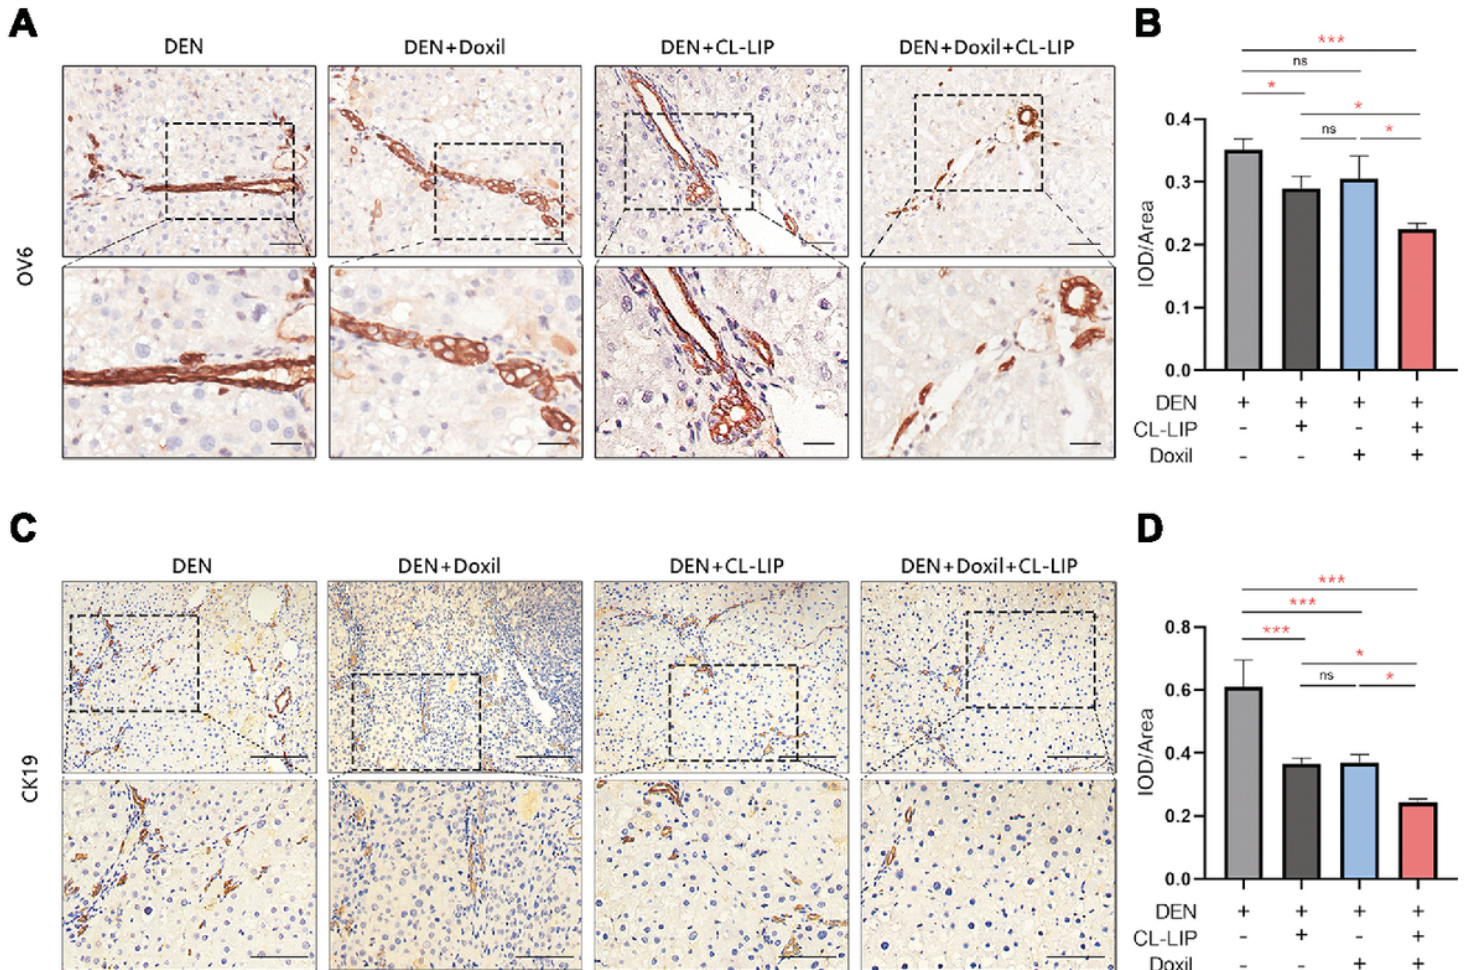 A
DEN
DEN+Doxil
DEN+CL-LIP
DEN+Doxil+CL-LIP
OV6
B
***
ns
*
*
ns
*
IOD/Area
0.4
0.3
0.2
0.1
0.0
DEN + + + +
CL-LIP - + - +
Doxil - - + +
C
DEN
DEN+Doxil
DEN+CL-LIP
DEN+Doxil+CL-LIP
CK19
D
***
***
***
*
ns
*
IOD/Area
0.8
0.6
0.4
0.2
0.0
DEN + + + +
CL-LIP - + - +
Doxil - - + +